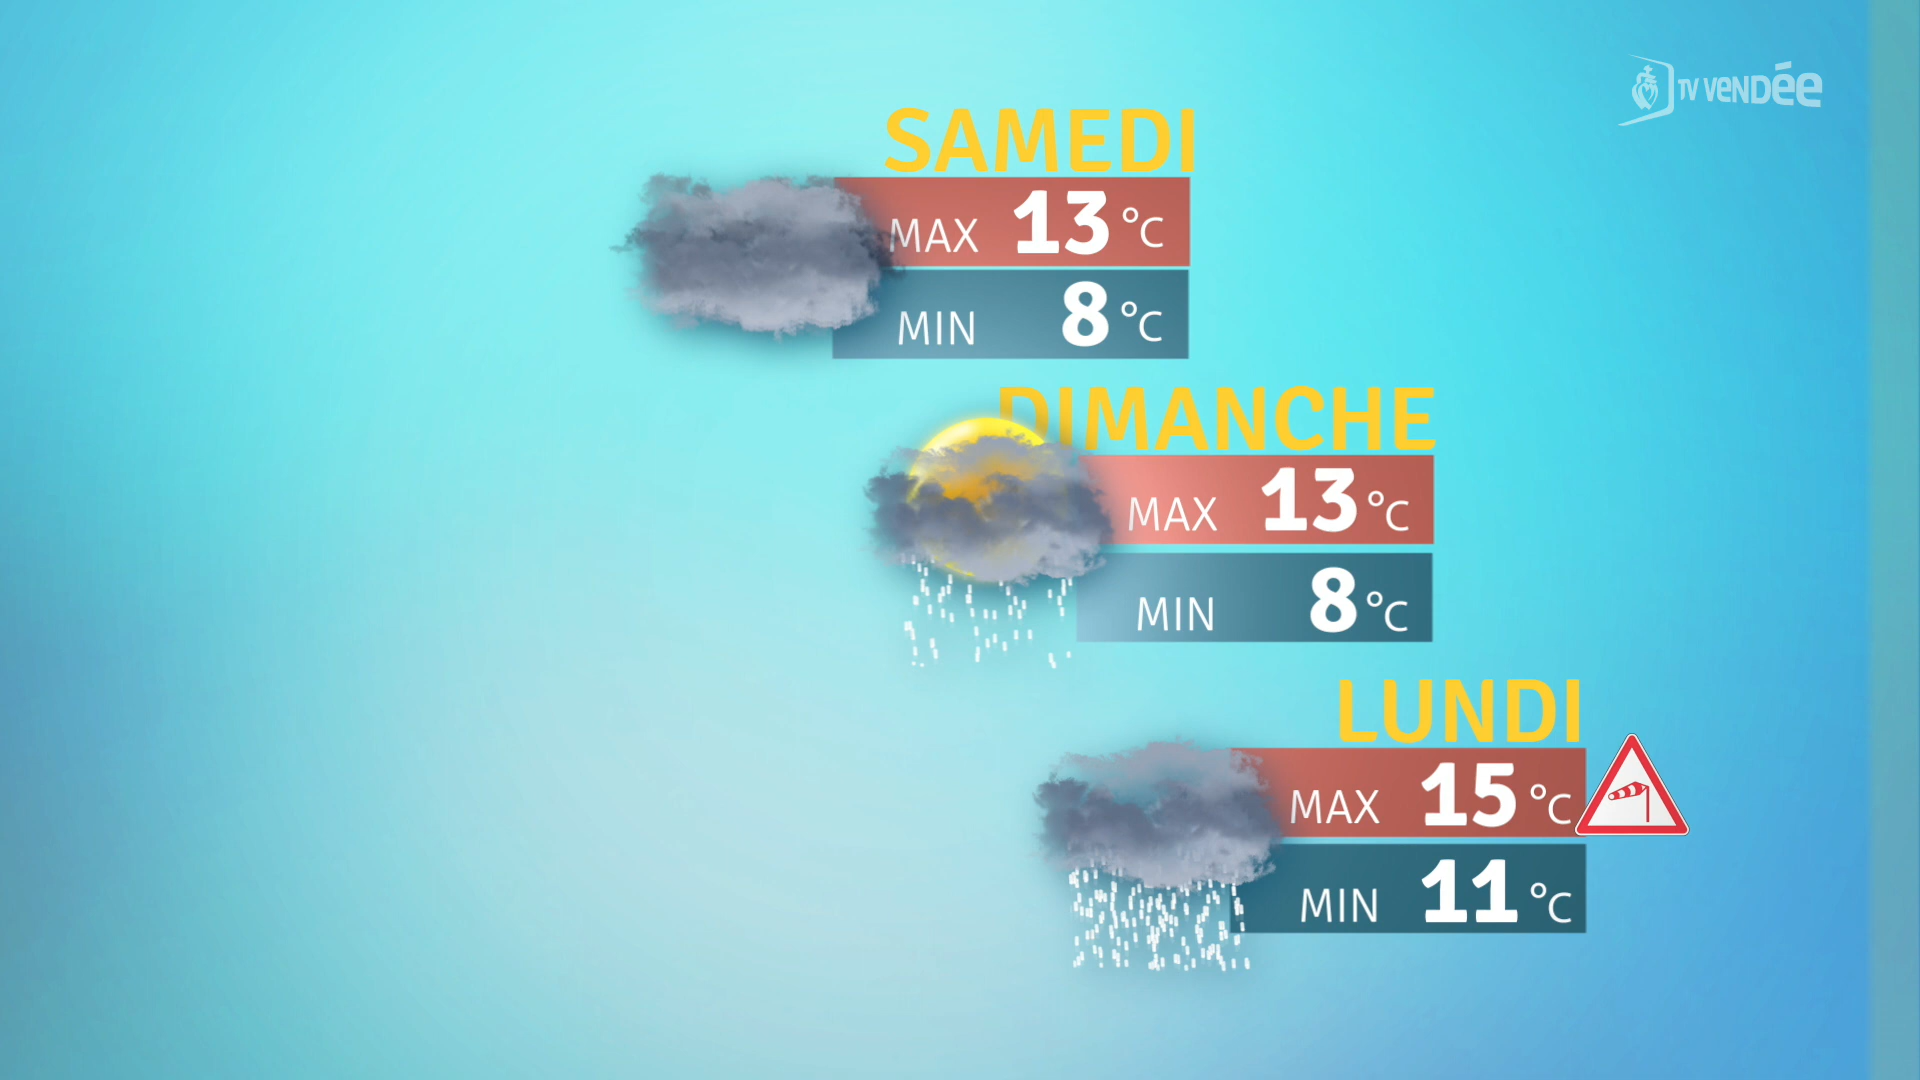 TV VENDÉE
SAMEDI
MAX 13 °C
MIN 8 °C
DIMANCHE
MAX 13 °C
MIN 8 °C
LUNDI
MAX 15 °C
MIN 11 °C